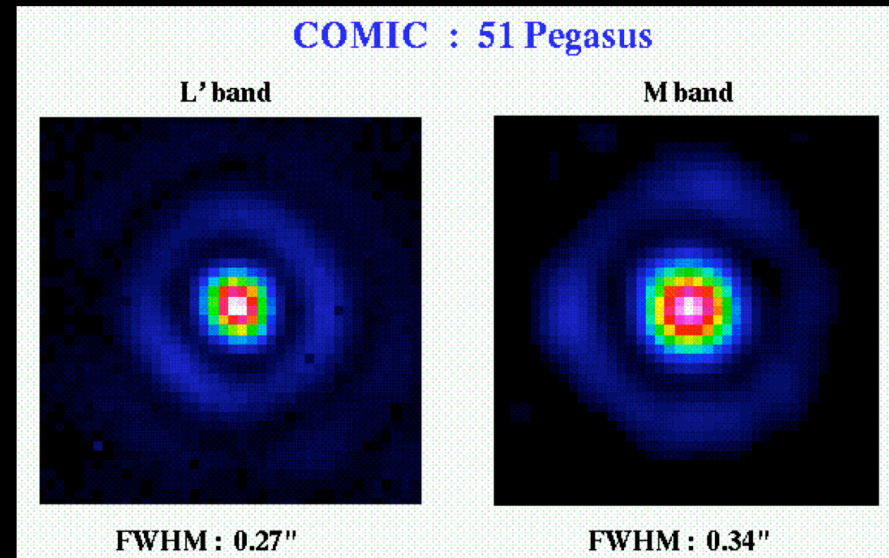 COMIC : 51 Pegasus
L' band
M band
FWHM : 0.27"
FWHM : 0.34"